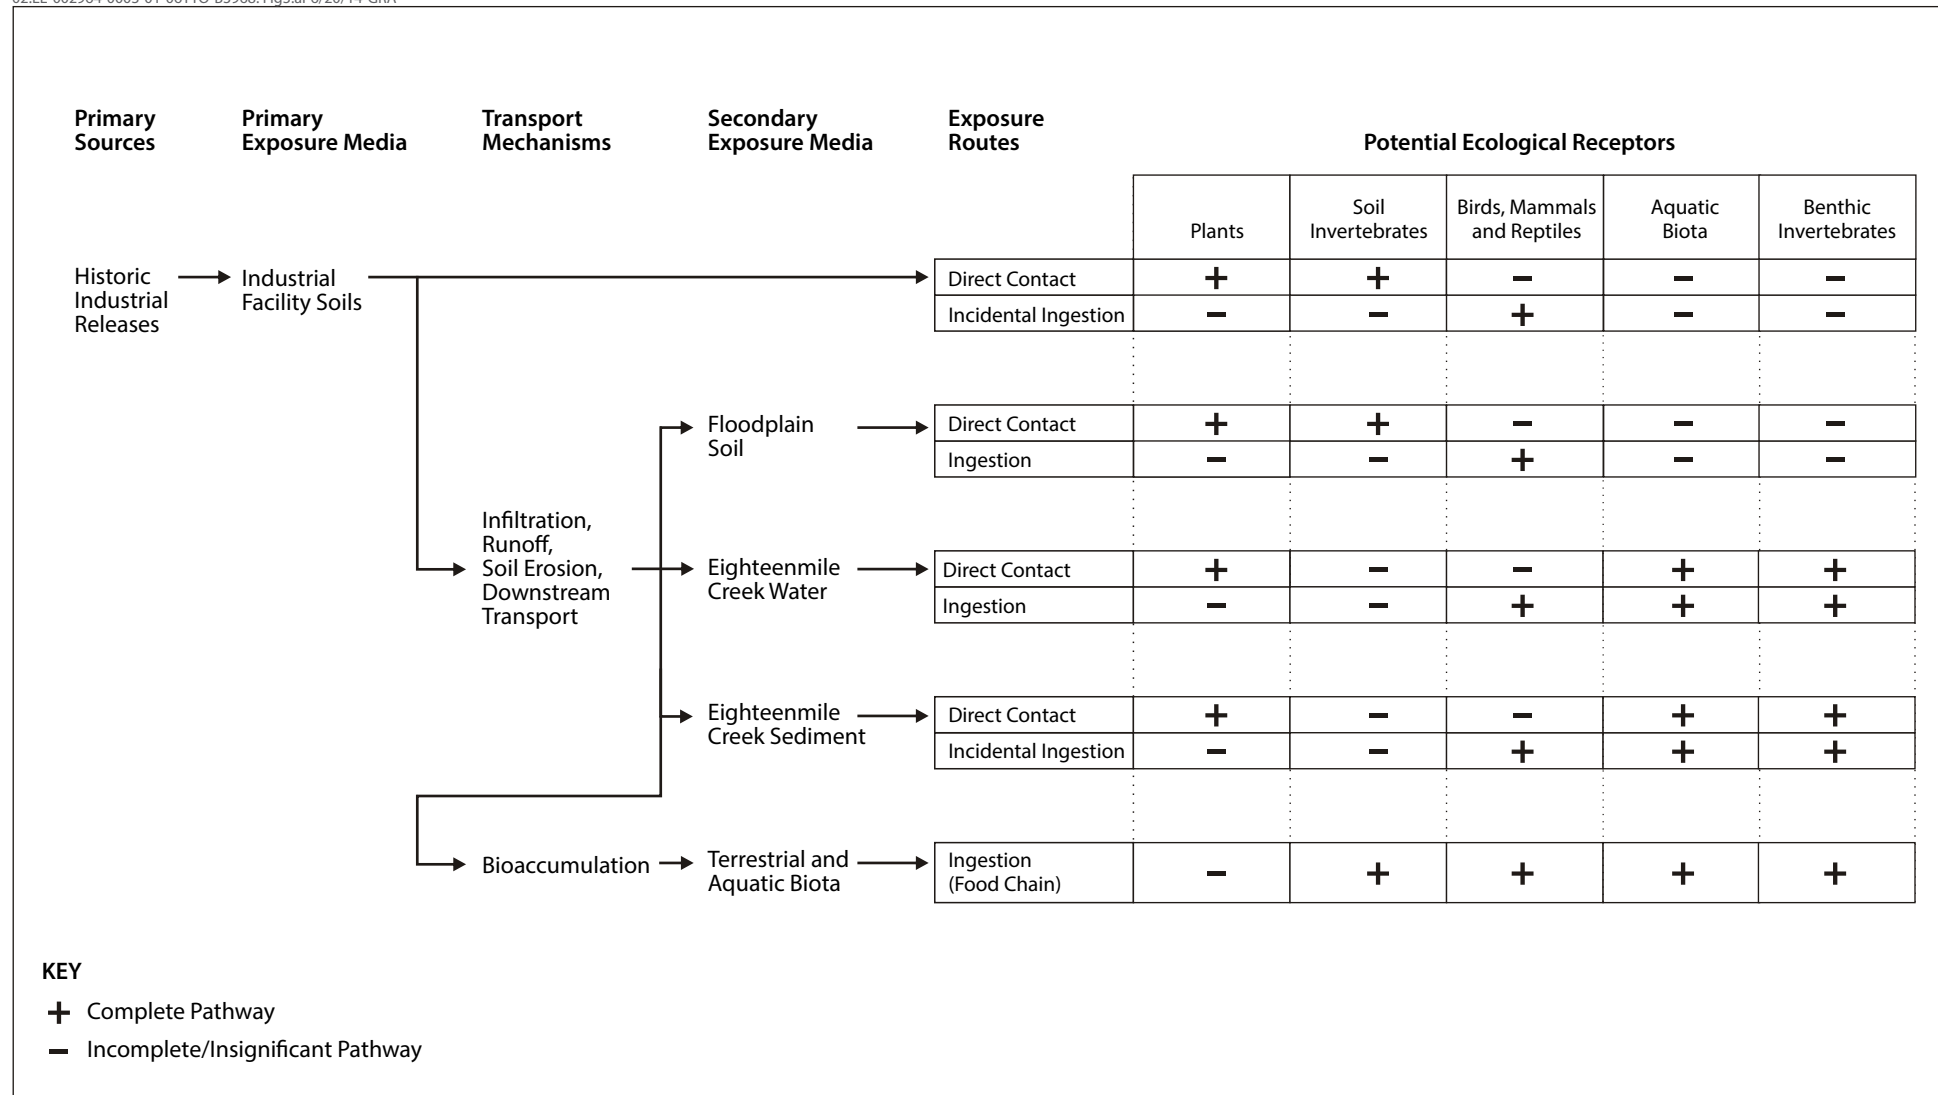 Primary Sources
Primary Exposure Media
Transport Mechanisms
Secondary Exposure Media
Exposure Routes
Potential Ecological Receptors
Plants
Soil Invertebrates
Birds, Mammals and Reptiles
Aquatic Biota
Benthic Invertebrates
Historic Industrial Releases
Industrial Facility Soils
Direct Contact + + − − −
Incidental Ingestion − − + − −
Floodplain Soil
Direct Contact + + − − −
Ingestion − − + − −
Infiltration, Runoff, Soil Erosion, Downstream Transport
Eighteenmile Creek Water
Direct Contact + − − + +
Ingestion − − + + +
Eighteenmile Creek Sediment
Direct Contact + − − + +
Incidental Ingestion − − + + +
Bioaccumulation
Terrestrial and Aquatic Biota
Ingestion (Food Chain) − + + + +
KEY
+ Complete Pathway
− Incomplete/Insignificant Pathway